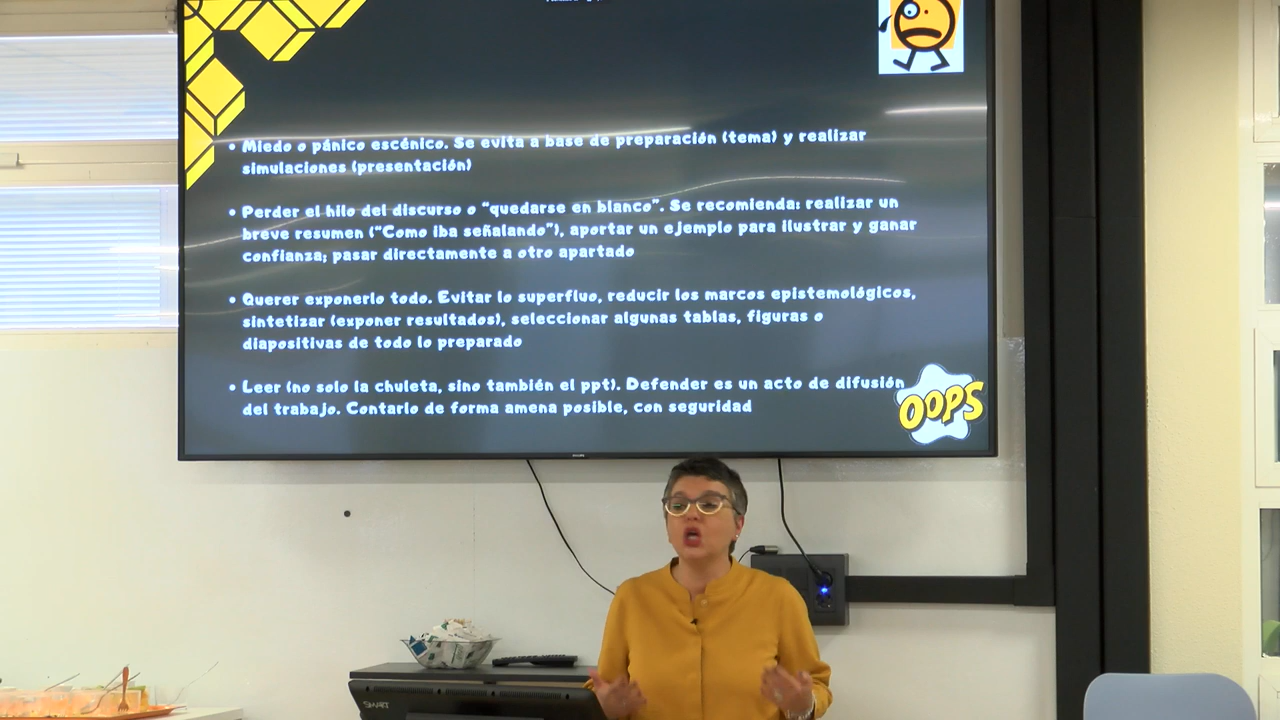 • Miedo o pánico escénico. Se evita a base de preparación (tema) y realizar
simulaciones (presentación)
• Perder el hilo del discurso o “quedarse en blanco”. Se recomienda: realizar un
breve resumen (“Como iba señalando”), aportar un ejemplo para ilustrar y ganar
confianza; pasar directamente a otro apartado
• Querer exponerlo todo. Evitar lo superfluo, reducir los marcos epistemológicos,
sintetizar (exponer resultados), seleccionar algunas tablas, figuras o
diapositivas de todo lo preparado
• Leer (no solo la chuleta, sino también el ppt). Defender es un acto de difusión
del trabajo. Contarlo de forma amena posible, con seguridad
OOPS
PHILIPS
SMART